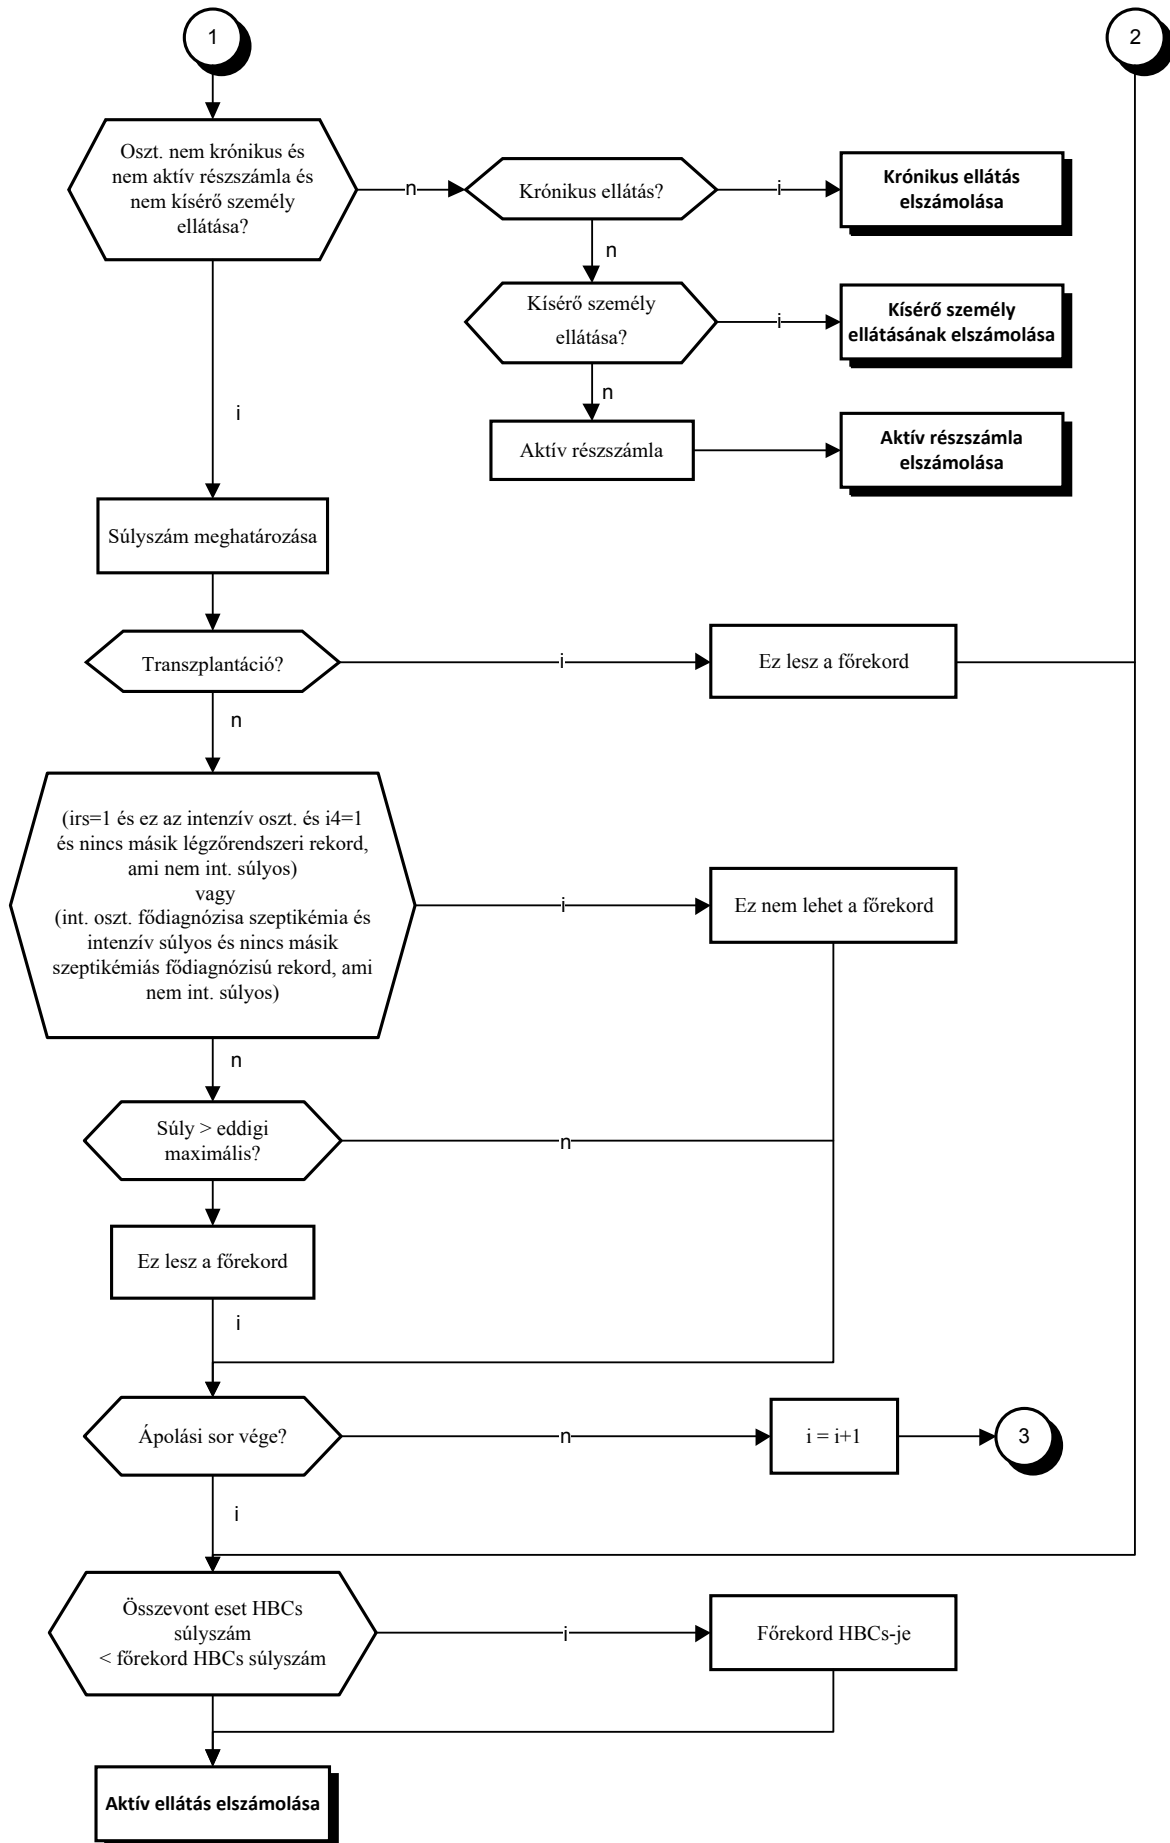 1
2
Oszt. nem krónikus és
nem aktív részszámla és
nem kísérő személy
ellátása?
n
Krónikus ellátás?
i
Krónikus ellátás
elszámolása
n
Kísérő személy
ellátása?
i
Kísérő személy
ellátásának elszámolása
n
i
Aktív részszámla
Aktív részszámla
elszámolása
Súlyszám meghatározása
Transzplantáció?
i
Ez lesz a főrekord
n
(irs=1 és ez az intenzív oszt. és i4=1
és nincs másik légzőrendszeri rekord,
ami nem int. súlyos)
vagy
(int. oszt. fődiagnózisa szeptikémia és
intenzív súlyos és nincs másik
szeptikémiás fődiagnózisú rekord, ami
nem int. súlyos)
i
Ez nem lehet a főrekord
n
Súly > eddigi
maximális?
n
Ez lesz a főrekord
i
Ápolási sor vége?
n
i = i+1
3
i
Összevont eset HBCs
súlyszám
< főrekord HBCs súlyszám
i
Főrekord HBCs-je
Aktív ellátás elszámolása